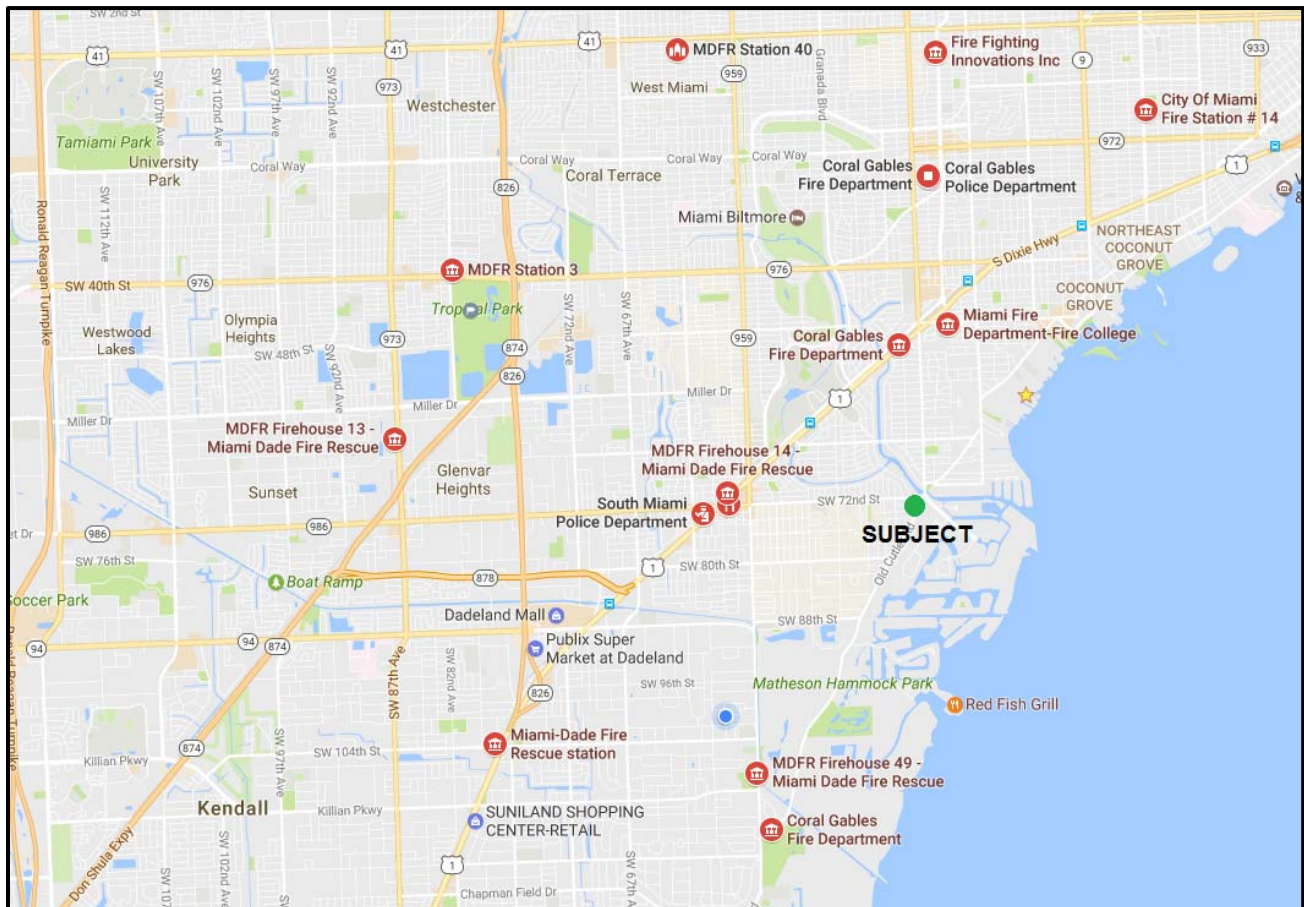 SW 2nd St
41
41
41
MDFR Station 40
Fire Fighting
Innovations Inc
933
9
973
959
West Miami
Granada Blvd
Westchester
SW 107th Ave
SW 102nd Ave
SW 97th Ave
SW 92nd Ave
City Of Miami
Fire Station # 14
Tamiami Park
University
Park
Coral Way
Coral Way
Coral Way
Coral Way
972
1
826
Coral Terrace
Coral Gables
Fire Department
Coral Gables
Police Department
SW 112th Ave
Ronald Reagan Turnpike
Miami Biltmore
NORTHEAST
COCONUT
GROVE
S Dixie Hwy
MDFR Station 3
SW 40th St
976
976
976
COCONUT
GROVE
Tropical Park
Olympia
Heights
Westwood
Lakes
SW 48th St
973
SW 92nd Ave
874
826
SW 72nd Ave
SW 67th Ave
959
Coral Gables
Fire Department
Miami Fire
Department-Fire College
Miller Dr
Miller Dr
Miller Dr
1
MDFR Firehouse 13 -
Miami Dade Fire Rescue
Glenvar
Heights
MDFR Firehouse 14 -
Miami Dade Fire Rescue
Sunset
South Miami
Police Department
SW 72nd St
SUBJECT
986
986
SW 76th St
Boat Ramp
878
1
SW 80th St
Soccer Park
Dadeland Mall
SW 88th St
94
94
874
Publix Super
Market at Dadeland
SW 87th Ave
SW 82nd Ave
826
SW 96th St
Matheson Hammock Park
Red Fish Grill
Miami-Dade Fire
Rescue station
SW 104th St
874
Killian Pkwy
SW 97th Ave
MDFR Firehouse 49 -
Miami Dade Fire Rescue
Kendall
Killian Pkwy
SUNILAND SHOPPING
CENTER-RETAIL
Coral Gables
Fire Department
Don Shula Expy
SW 102nd Ave
1
SW 67th Ave
Chapman Field Dr